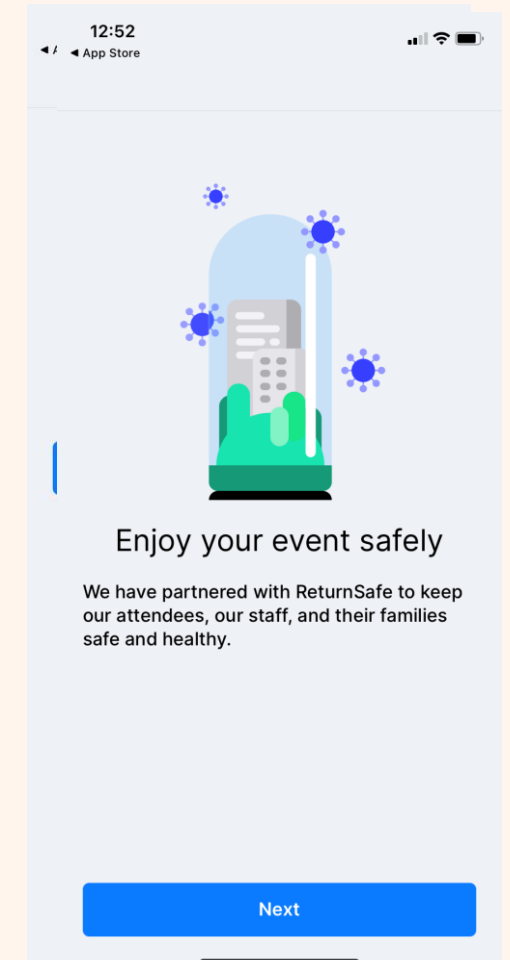 12:52
◀ A
◀ App Store
Enjoy your event safely
We have partnered with ReturnSafe to keep
our attendees, our staff, and their families
safe and healthy.
Next